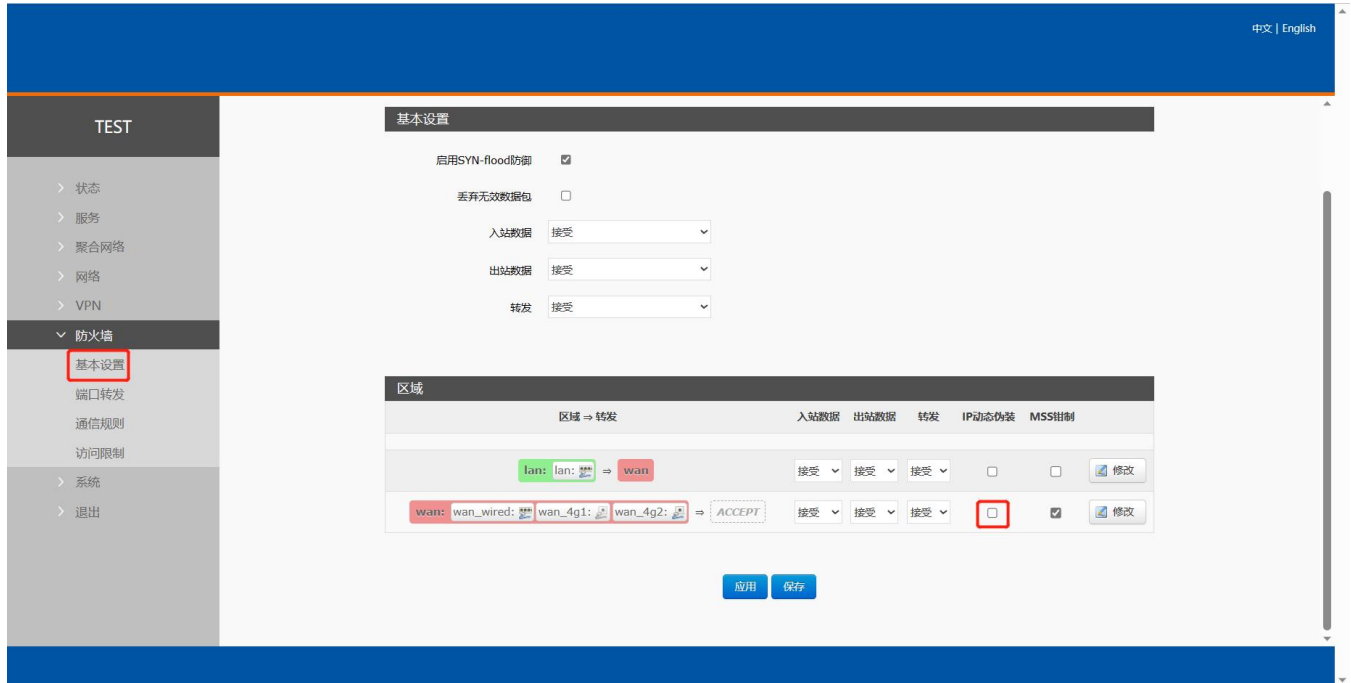 中文 | English
TEST
状态
服务
聚合网络
网络
VPN
防火墙
基本设置
端口转发
通信规则
访问限制
系统
退出
基本设置
启用SYN-flood防御
丢弃无效数据包
入站数据 接受
出站数据 接受
转发 接受
区域
区域 ⇒ 转发 入站数据 出站数据 转发 IP动态伪装 MSS钳制
lan: lan: ⇒ wan 接受 接受 接受 修改
wan: wan_wired: wan_4g1: wan_4g2: ⇒ ACCEPT 接受 接受 接受 修改
应用 保存